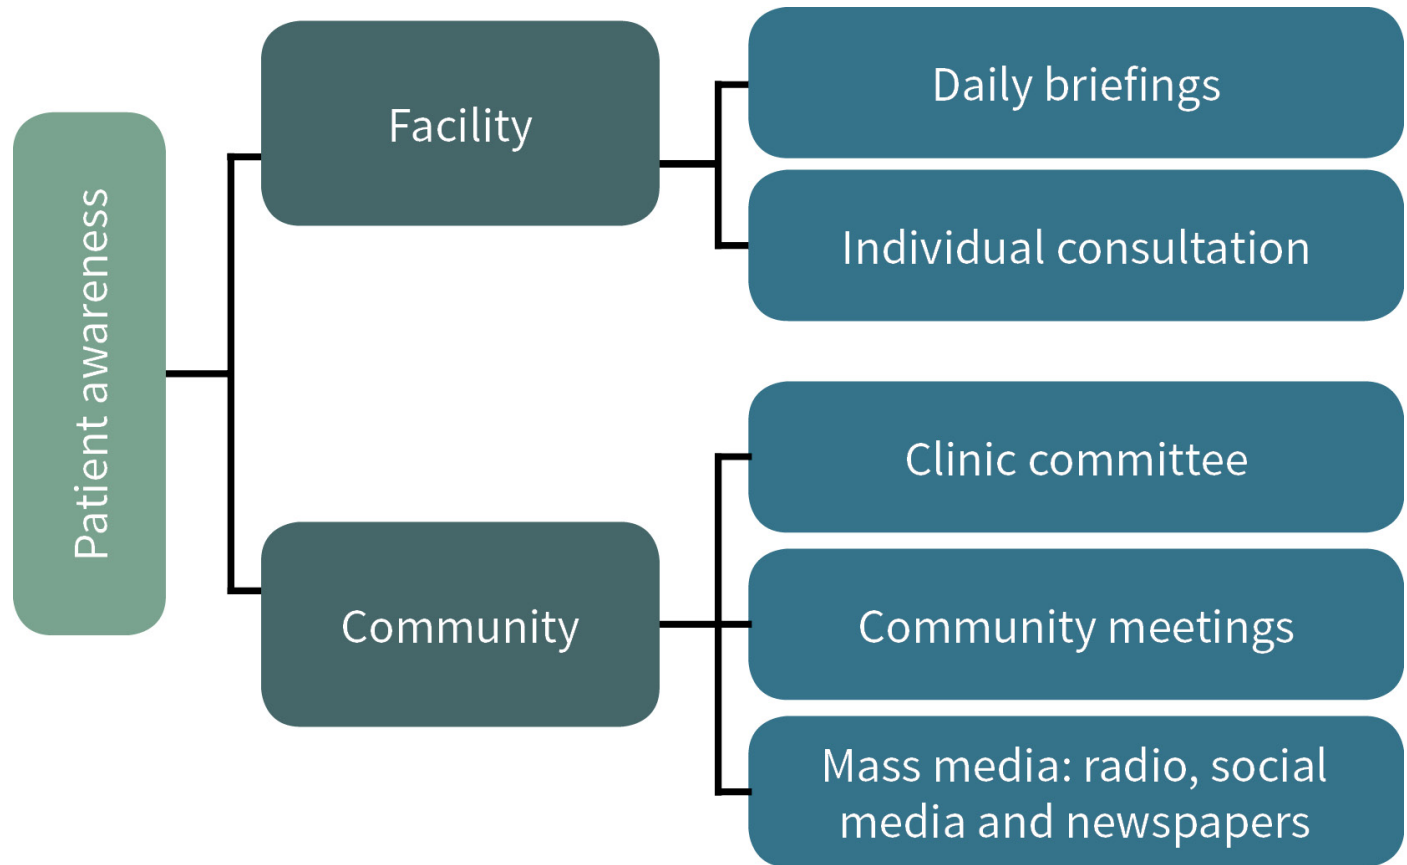 Patient awareness
Facility
Daily briefings
Individual consultation
Community
Clinic committee
Community meetings
Mass media: radio, social
media and newspapers